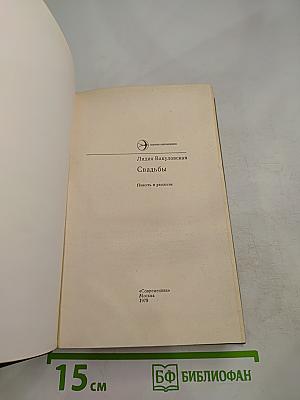 Лидия Вакуловская
Свадьбы
Повесть и рассказы
«Современник»
Москва
1978
15 см
БФ БИБЛИОФАН